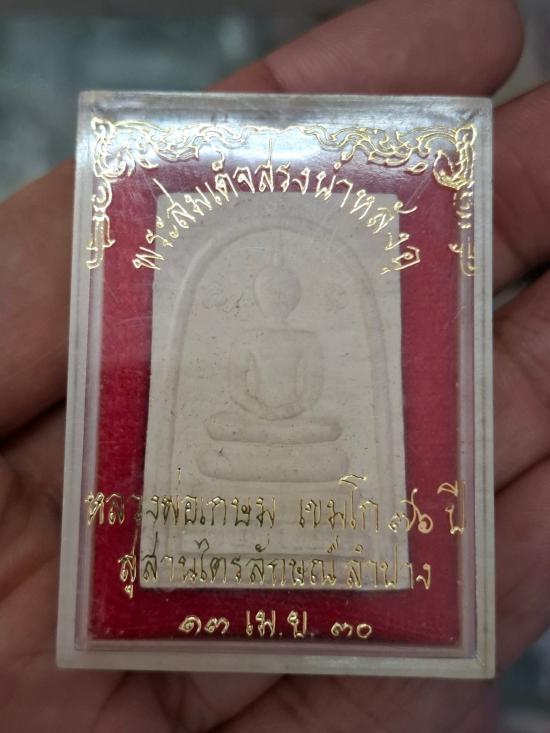 พระสมเด็จสรงน้ำหลังภู
หลวงพ่อเกษม เขมโก ๗๖ ปี
สุสานไตรลักษณ์ ลำปาง
๑๓ เม.ย. ๓๐